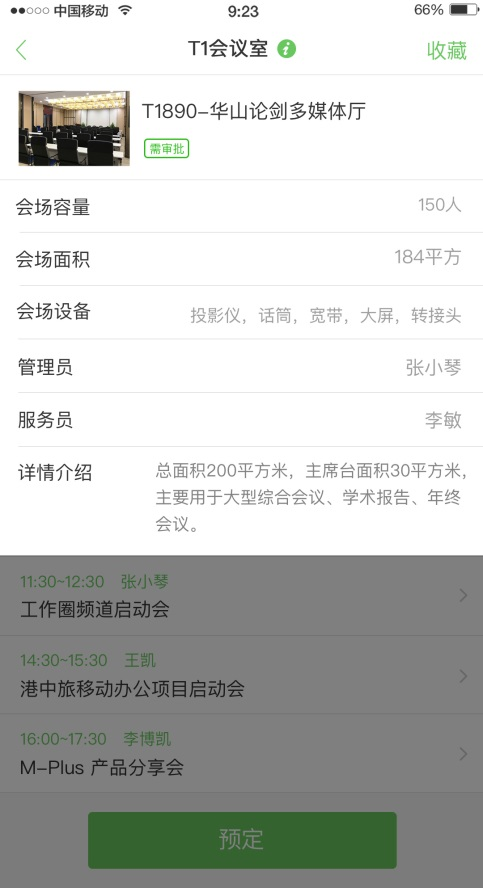 中国移动 9:23 66%
T1会议室 i 收藏
T1890-华山论剑多媒体厅
需审批
会场容量 150人
会场面积 184平方
会场设备 投影仪，话筒，宽带，大屏，转接头
管理员 张小琴
服务员 李敏
详情介绍 总面积200平方米，主席台面积30平方米，
主要用于大型综合会议、学术报告、年终
会议。
11:30~12:30 张小琴
工作圈频道启动会
14:30~15:30 王凯
港中旅移动办公项目启动会
16:00~17:30 李博凯
M-Plus 产品分享会
预定